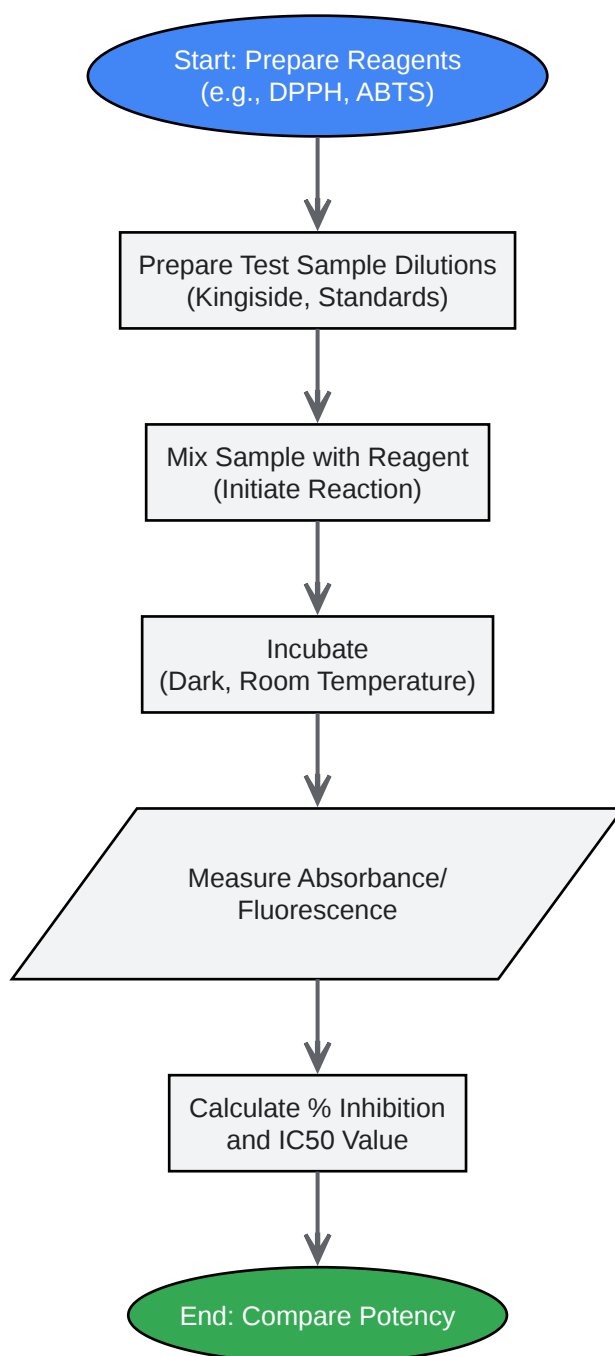 Start: Prepare Reagents
(e.g., DPPH, ABTS)
Prepare Test Sample Dilutions
(Kingiside, Standards)
Mix Sample with Reagent
(Initiate Reaction)
Incubate
(Dark, Room Temperature)
Measure Absorbance/
Fluorescence
Calculate % Inhibition
and IC50 Value
End: Compare Potency